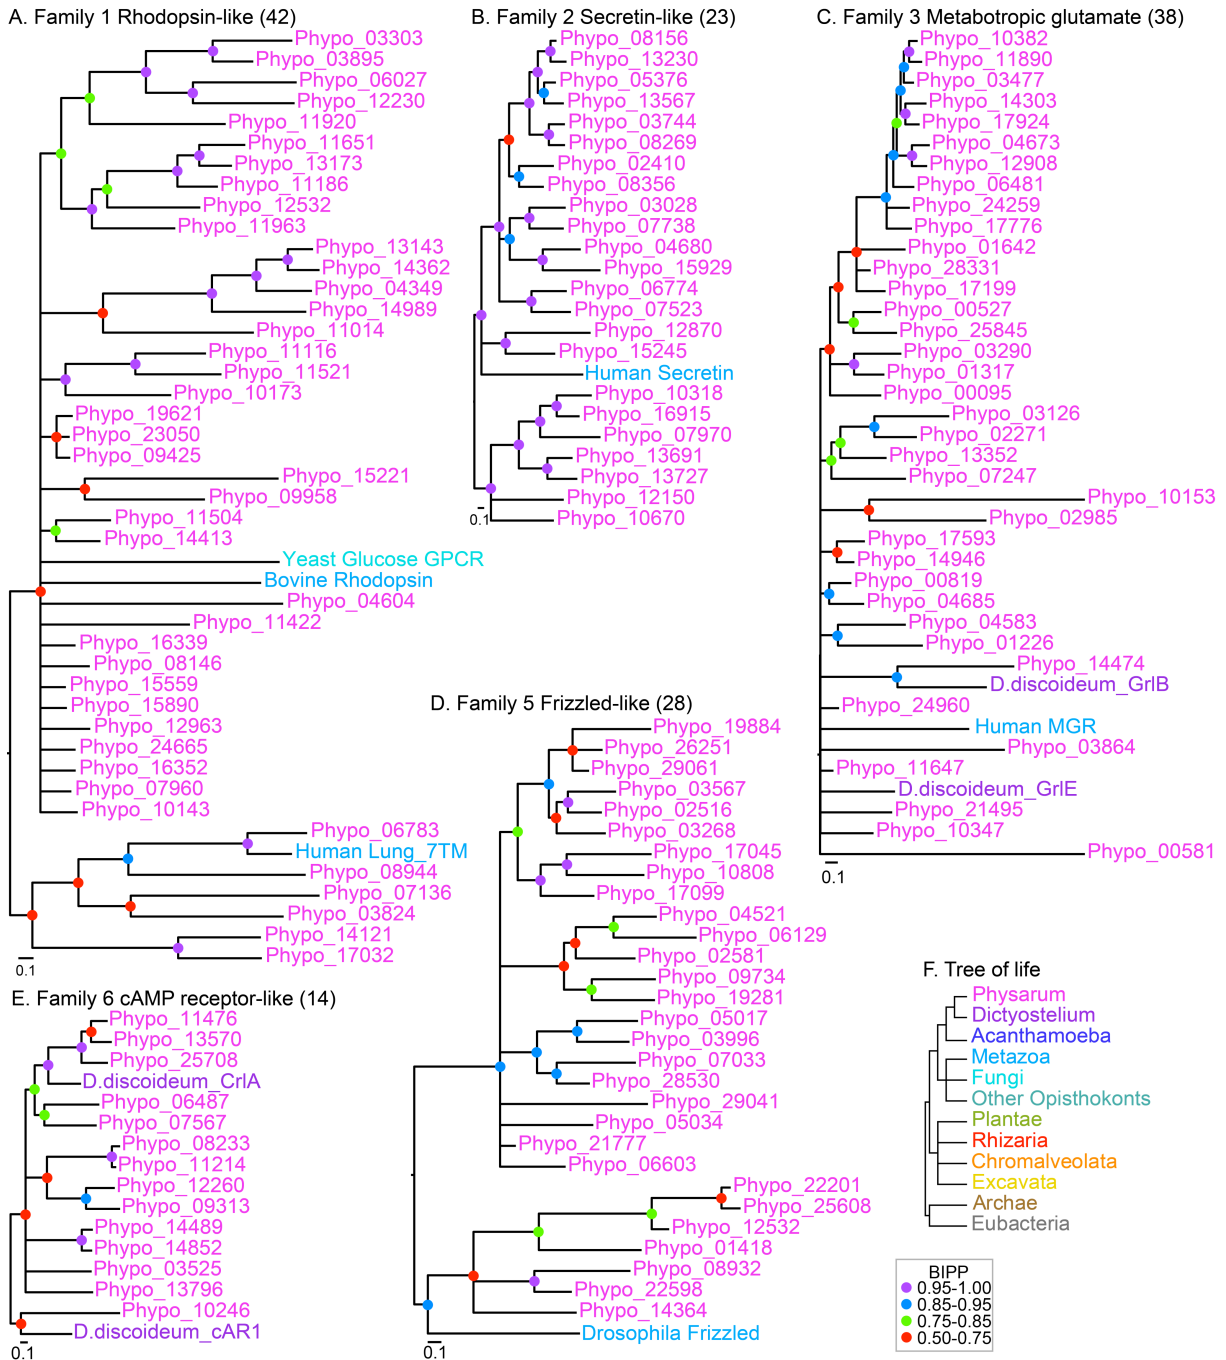 A. Family 1 Rhodopsin-like (42)
Phypo_03303
Phypo_03895
Phypo_06027
Phypo_12230
Phypo_11920
Phypo_11651
Phypo_13173
Phypo_11186
Phypo_12532
Phypo_11963
Phypo_13143
Phypo_14362
Phypo_04349
Phypo_14989
Phypo_11014
Phypo_11116
Phypo_11521
Phypo_10173
Phypo_19621
Phypo_23050
Phypo_09425
Phypo_15221
Phypo_09958
Phypo_11504
Phypo_14413
Yeast Glucose GPCR
Bovine Rhodopsin
Phypo_04604
Phypo_11422
Phypo_16339
Phypo_08146
Phypo_15559
Phypo_15890
Phypo_12963
Phypo_24665
Phypo_16352
Phypo_07960
Phypo_10143
Phypo_06783
Human Lung_7TM
Phypo_08944
Phypo_07136
Phypo_03824
Phypo_14121
Phypo_17032
0.1
B. Family 2 Secretin-like (23)
Phypo_08156
Phypo_13230
Phypo_05376
Phypo_13567
Phypo_03744
Phypo_08269
Phypo_02410
Phypo_08356
Phypo_03028
Phypo_07738
Phypo_04680
Phypo_15929
Phypo_06774
Phypo_07523
Phypo_12870
Phypo_15245
Human Secretin
Phypo_10318
Phypo_16915
Phypo_07970
Phypo_13691
Phypo_13727
Phypo_12150
Phypo_10670
0.1
C. Family 3 Metabotropic glutamate (38)
Phypo_10382
Phypo_11890
Phypo_03477
Phypo_14303
Phypo_17924
Phypo_04673
Phypo_12908
Phypo_06481
Phypo_24259
Phypo_17776
Phypo_01642
Phypo_28331
Phypo_17199
Phypo_00527
Phypo_25845
Phypo_03290
Phypo_01317
Phypo_00095
Phypo_03126
Phypo_02271
Phypo_13352
Phypo_07247
Phypo_10153
Phypo_02985
Phypo_17593
Phypo_14946
Phypo_00819
Phypo_04685
Phypo_04583
Phypo_01226
Phypo_14474
D.discoideum_GrlB
Phypo_24960
Human MGR
Phypo_03864
Phypo_11647
D.discoideum_GrlE
Phypo_21495
Phypo_10347
Phypo_00581
0.1
D. Family 5 Frizzled-like (28)
Phypo_19884
Phypo_26251
Phypo_29061
Phypo_03567
Phypo_02516
Phypo_03268
Phypo_17045
Phypo_10808
Phypo_17099
Phypo_04521
Phypo_06129
Phypo_02581
Phypo_09734
Phypo_19281
Phypo_05017
Phypo_03996
Phypo_07033
Phypo_28530
Phypo_29041
Phypo_05034
Phypo_21777
Phypo_06603
Phypo_22201
Phypo_25608
Phypo_12532
Phypo_01418
Phypo_08932
Phypo_22598
Phypo_14364
Drosophila Frizzled
0.1
E. Family 6 cAMP receptor-like (14)
Phypo_11476
Phypo_13570
Phypo_25708
D.discoideum_CrlA
Phypo_06487
Phypo_07567
Phypo_08233
Phypo_11214
Phypo_12260
Phypo_09313
Phypo_14489
Phypo_14852
Phypo_03525
Phypo_13796
Phypo_10246
D.discoideum_cAR1
0.1
F. Tree of life
Physarum
Dictyostelium
Acanthamoeba
Metazoa
Fungi
Other Opisthokonts
Plantae
Rhizaria
Chromalveolata
Excavata
Archae
Eubacteria
BIPP
0.95-1.00
0.85-0.95
0.75-0.85
0.50-0.75